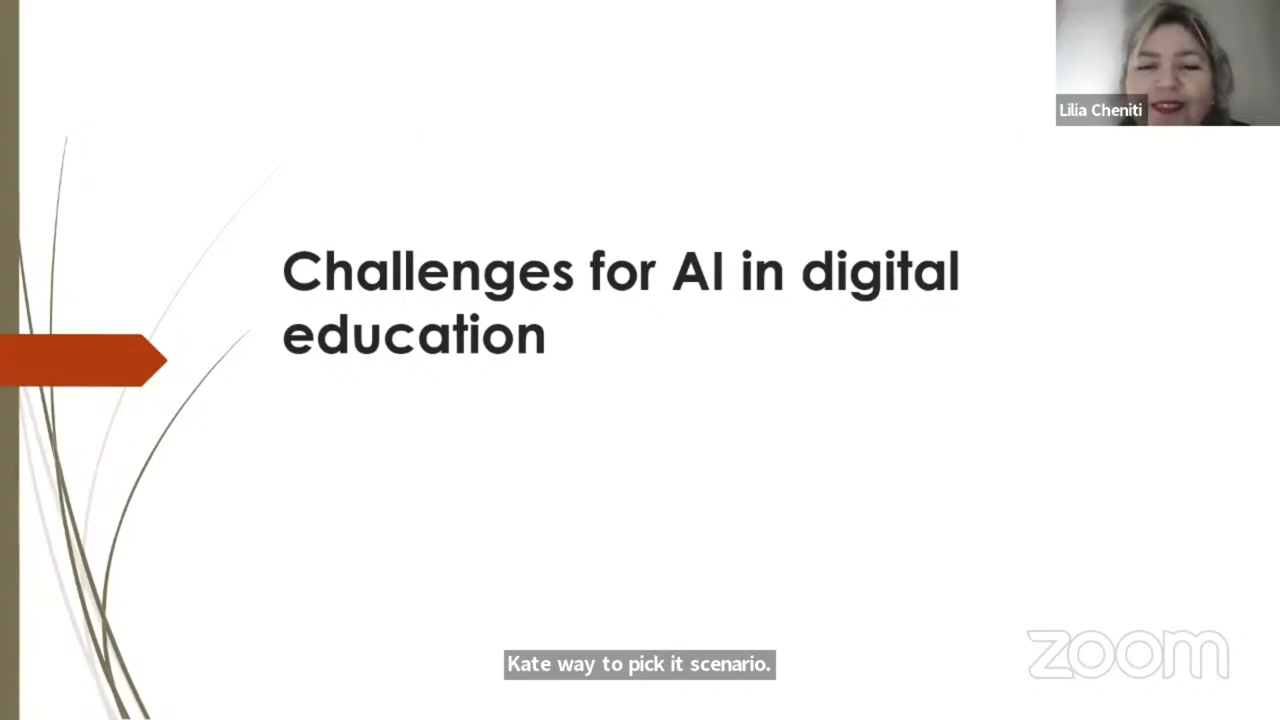 Lilia Cheniti
Challenges for AI in digital
education
Kate way to pick it scenario.
zoom